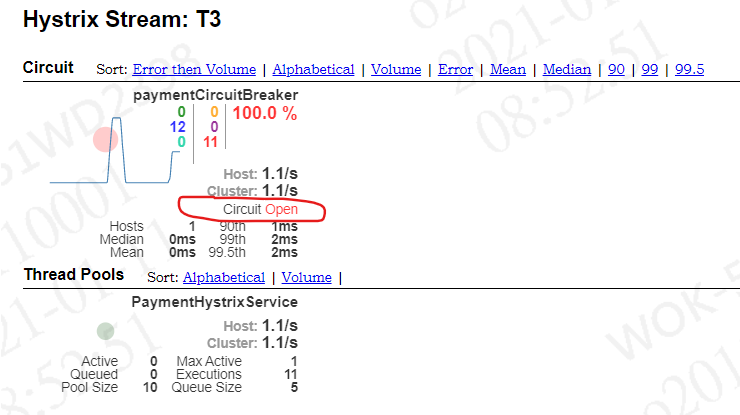 Hystrix Stream: T3
Circuit Sort: Error then Volume | Alphabetical | Volume | Error | Mean | Median | 90 | 99 | 99.5
paymentCircuitBreaker
0 0 100.0 %
12 0
0 11
Host: 1.1/s
Cluster: 1.1/s
Circuit Open
Hosts 1 90th 1ms
Median 0ms 99th 2ms
Mean 0ms 99.5th 2ms
Thread Pools Sort: Alphabetical | Volume |
PaymentHystrixService
Host: 1.1/s
Cluster: 1.1/s
Active 0 Max Active 1
Queued 0 Executions 11
Pool Size 10 Queue Size 5
08:52:51